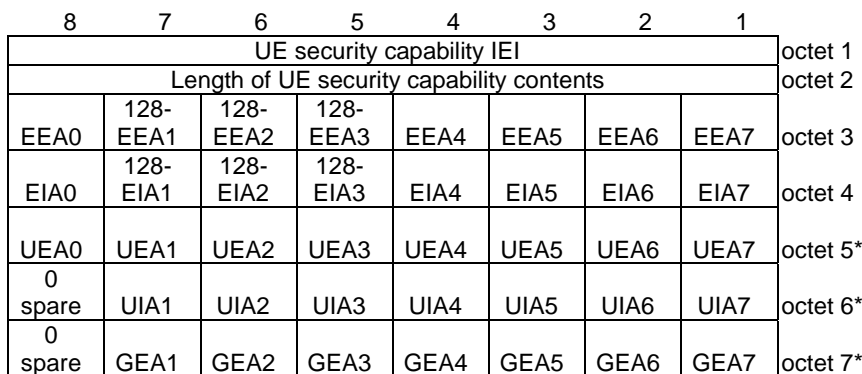 8 7 6 5 4 3 2 1
UE security capability IEI octet 1
Length of UE security capability contents octet 2
128- 128- 128-
EEA0 EEA1 EEA2 EEA3 EEA4 EEA5 EEA6 EEA7 octet 3
128- 128- 128-
EIA0 EIA1 EIA2 EIA3 EIA4 EIA5 EIA6 EIA7 octet 4
UEA0 UEA1 UEA2 UEA3 UEA4 UEA5 UEA6 UEA7 octet 5*
0
spare UIA1 UIA2 UIA3 UIA4 UIA5 UIA6 UIA7 octet 6*
0
spare GEA1 GEA2 GEA3 GEA4 GEA5 GEA6 GEA7 octet 7*